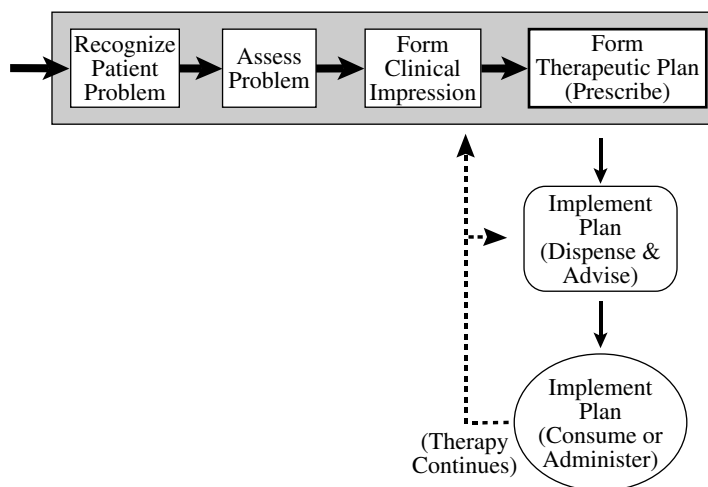 Recognize
Patient
Problem
Assess
Problem
Form
Clinical
Impression
Form
Therapeutic Plan
(Prescribe)
Implement
Plan
(Dispense &
Advise)
Implement
Plan
(Consume or
Administer)
(Therapy
Continues)